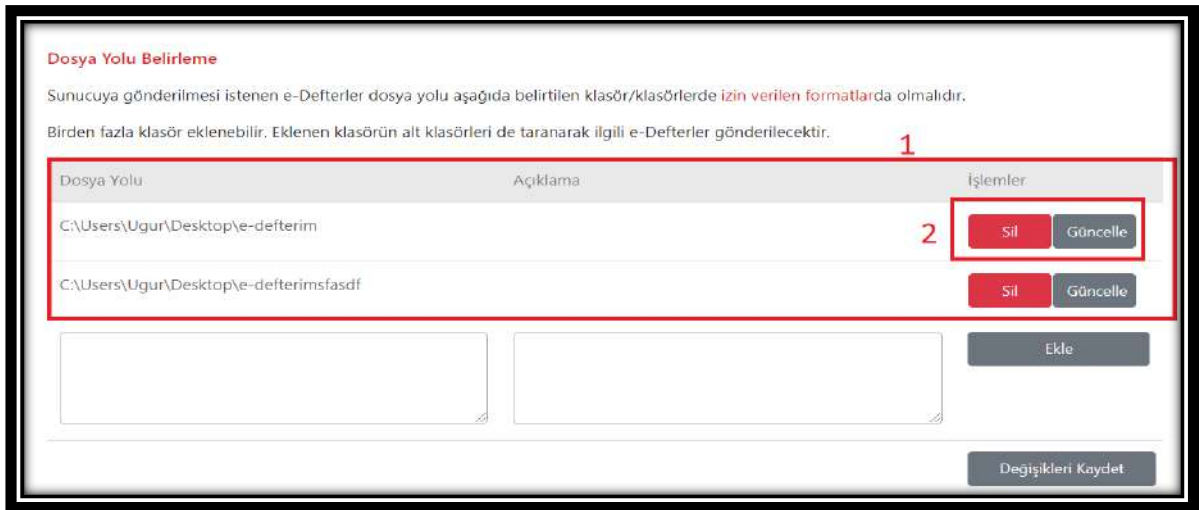 Dosya Yolu Belirleme
Sunucuya gönderilmesi istenen e-Defterler dosya yolu aşağıda belirtilen klasör/klasörlerde izin verilen formatlarda olmalıdır.
Birden fazla klasör eklenebilir. Eklenen klasörün alt klasörleri de taranarak ilgili e-Defterler gönderilecektir.
1
Dosya Yolu Açıklama İşlemler
C:\Users\Ugur\Desktop\e-defterim 2 Sil Güncelle
C:\Users\Ugur\Desktop\e-defterimsfasdf Sil Güncelle
Ekle
Değişikleri Kaydet